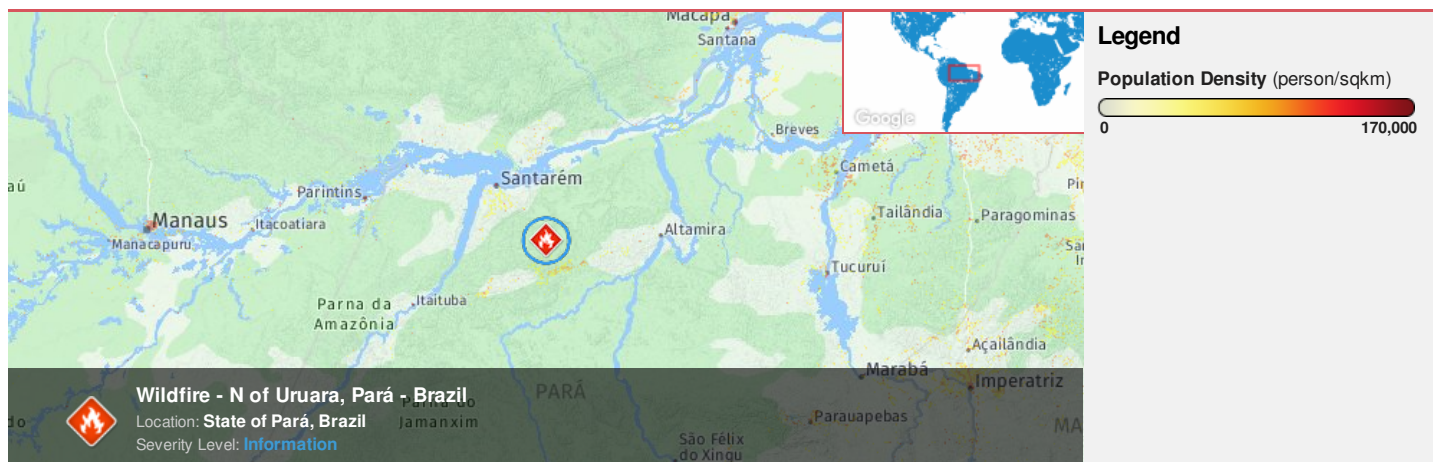 Macapá
Santana
Google
Breves
Cametá
aú
Parintins
Santarém
Manaus
Itacoatiara
Manacapuru
Altamira
Tailândia
Paragominas
Tucuruí
Parna da
Amazônia
Itaituba
Açailândia
Marabá
Imperatriz
PARÁ
Jamanxim
Parauapebas
São Félix
do Xingu
Wildfire - N of Uruara, Pará - Brazil
Location: State of Pará, Brazil
Severity Level: Information
Legend
Population Density (person/sqkm)
0 170,000